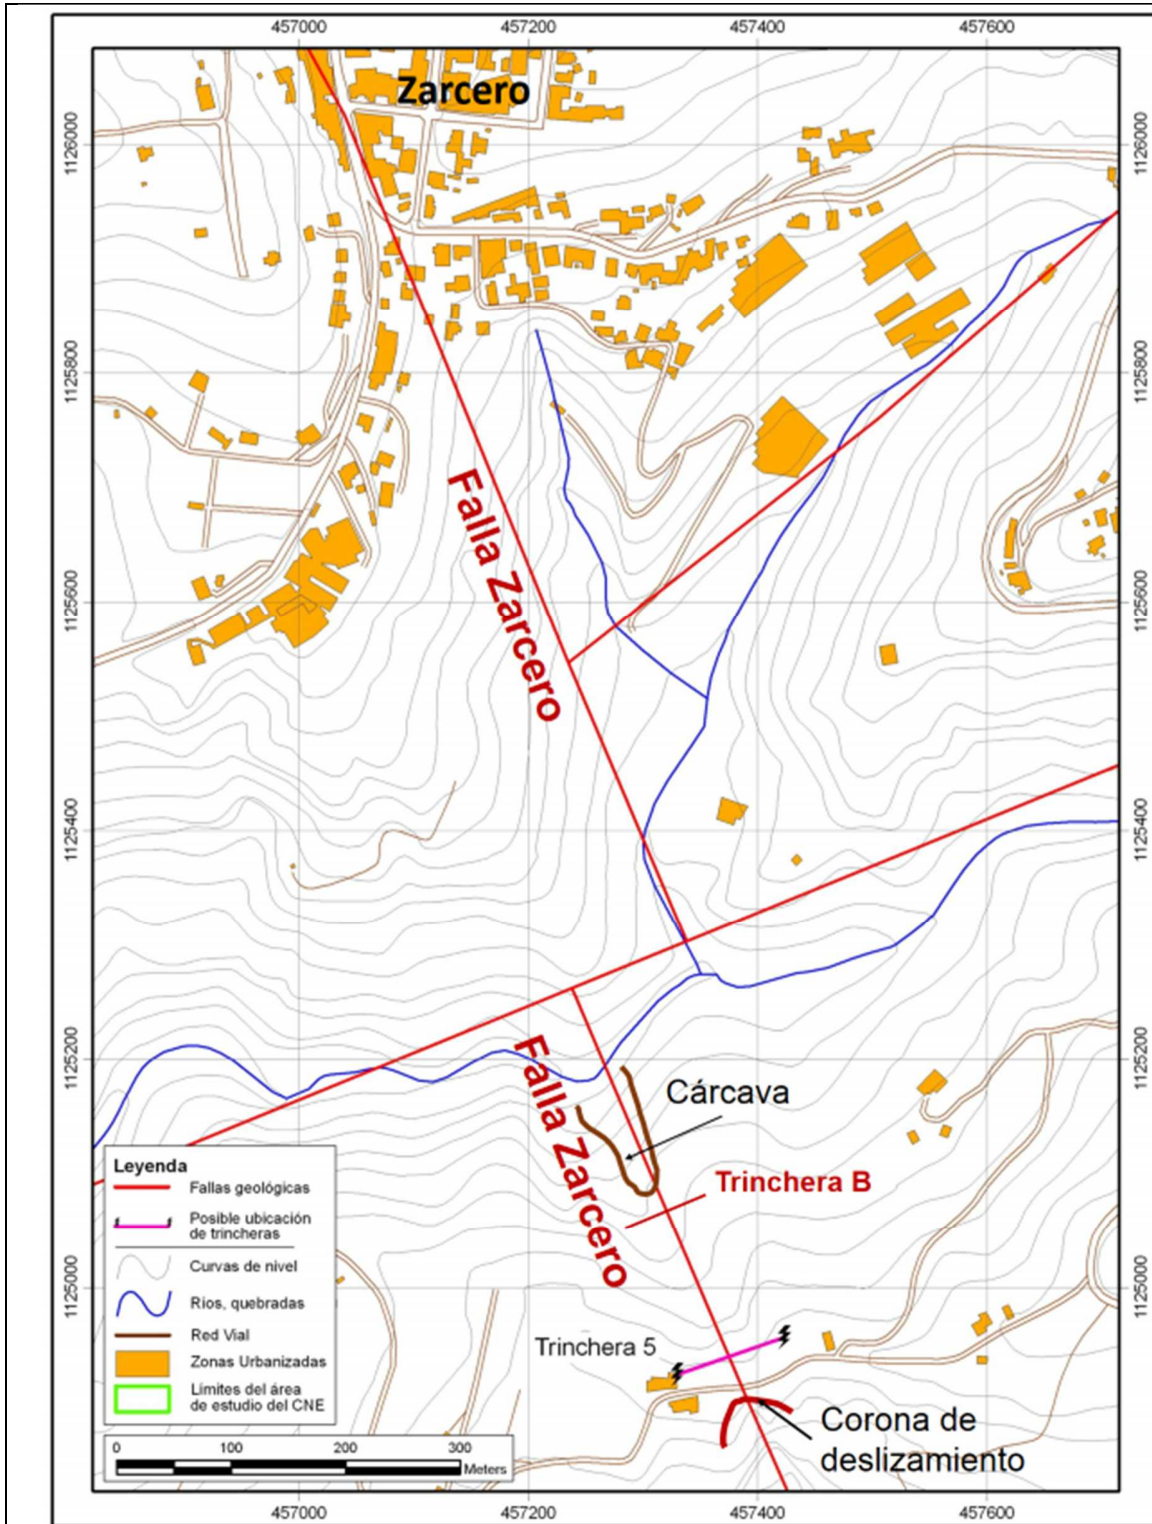 457000
457200
457400
457600
Zarcero
1126000
1126000
1125800
1125800
Falla Zarcero
1125600
1125600
1125400
1125400
1125200
1125200
Falla Zarcero
Cárcava
Trinchera B
Leyenda
Fallas geológicas
Posible ubicación
de trincheras
Curvas de nivel
Ríos, quebradas
Red Vial
Zonas Urbanizadas
Límites del área
de estudio del CNE
1125000
1125000
Trinchera 5
Corona de
deslizamiento
0 100 200 300
Meters
457000
457200
457400
457600